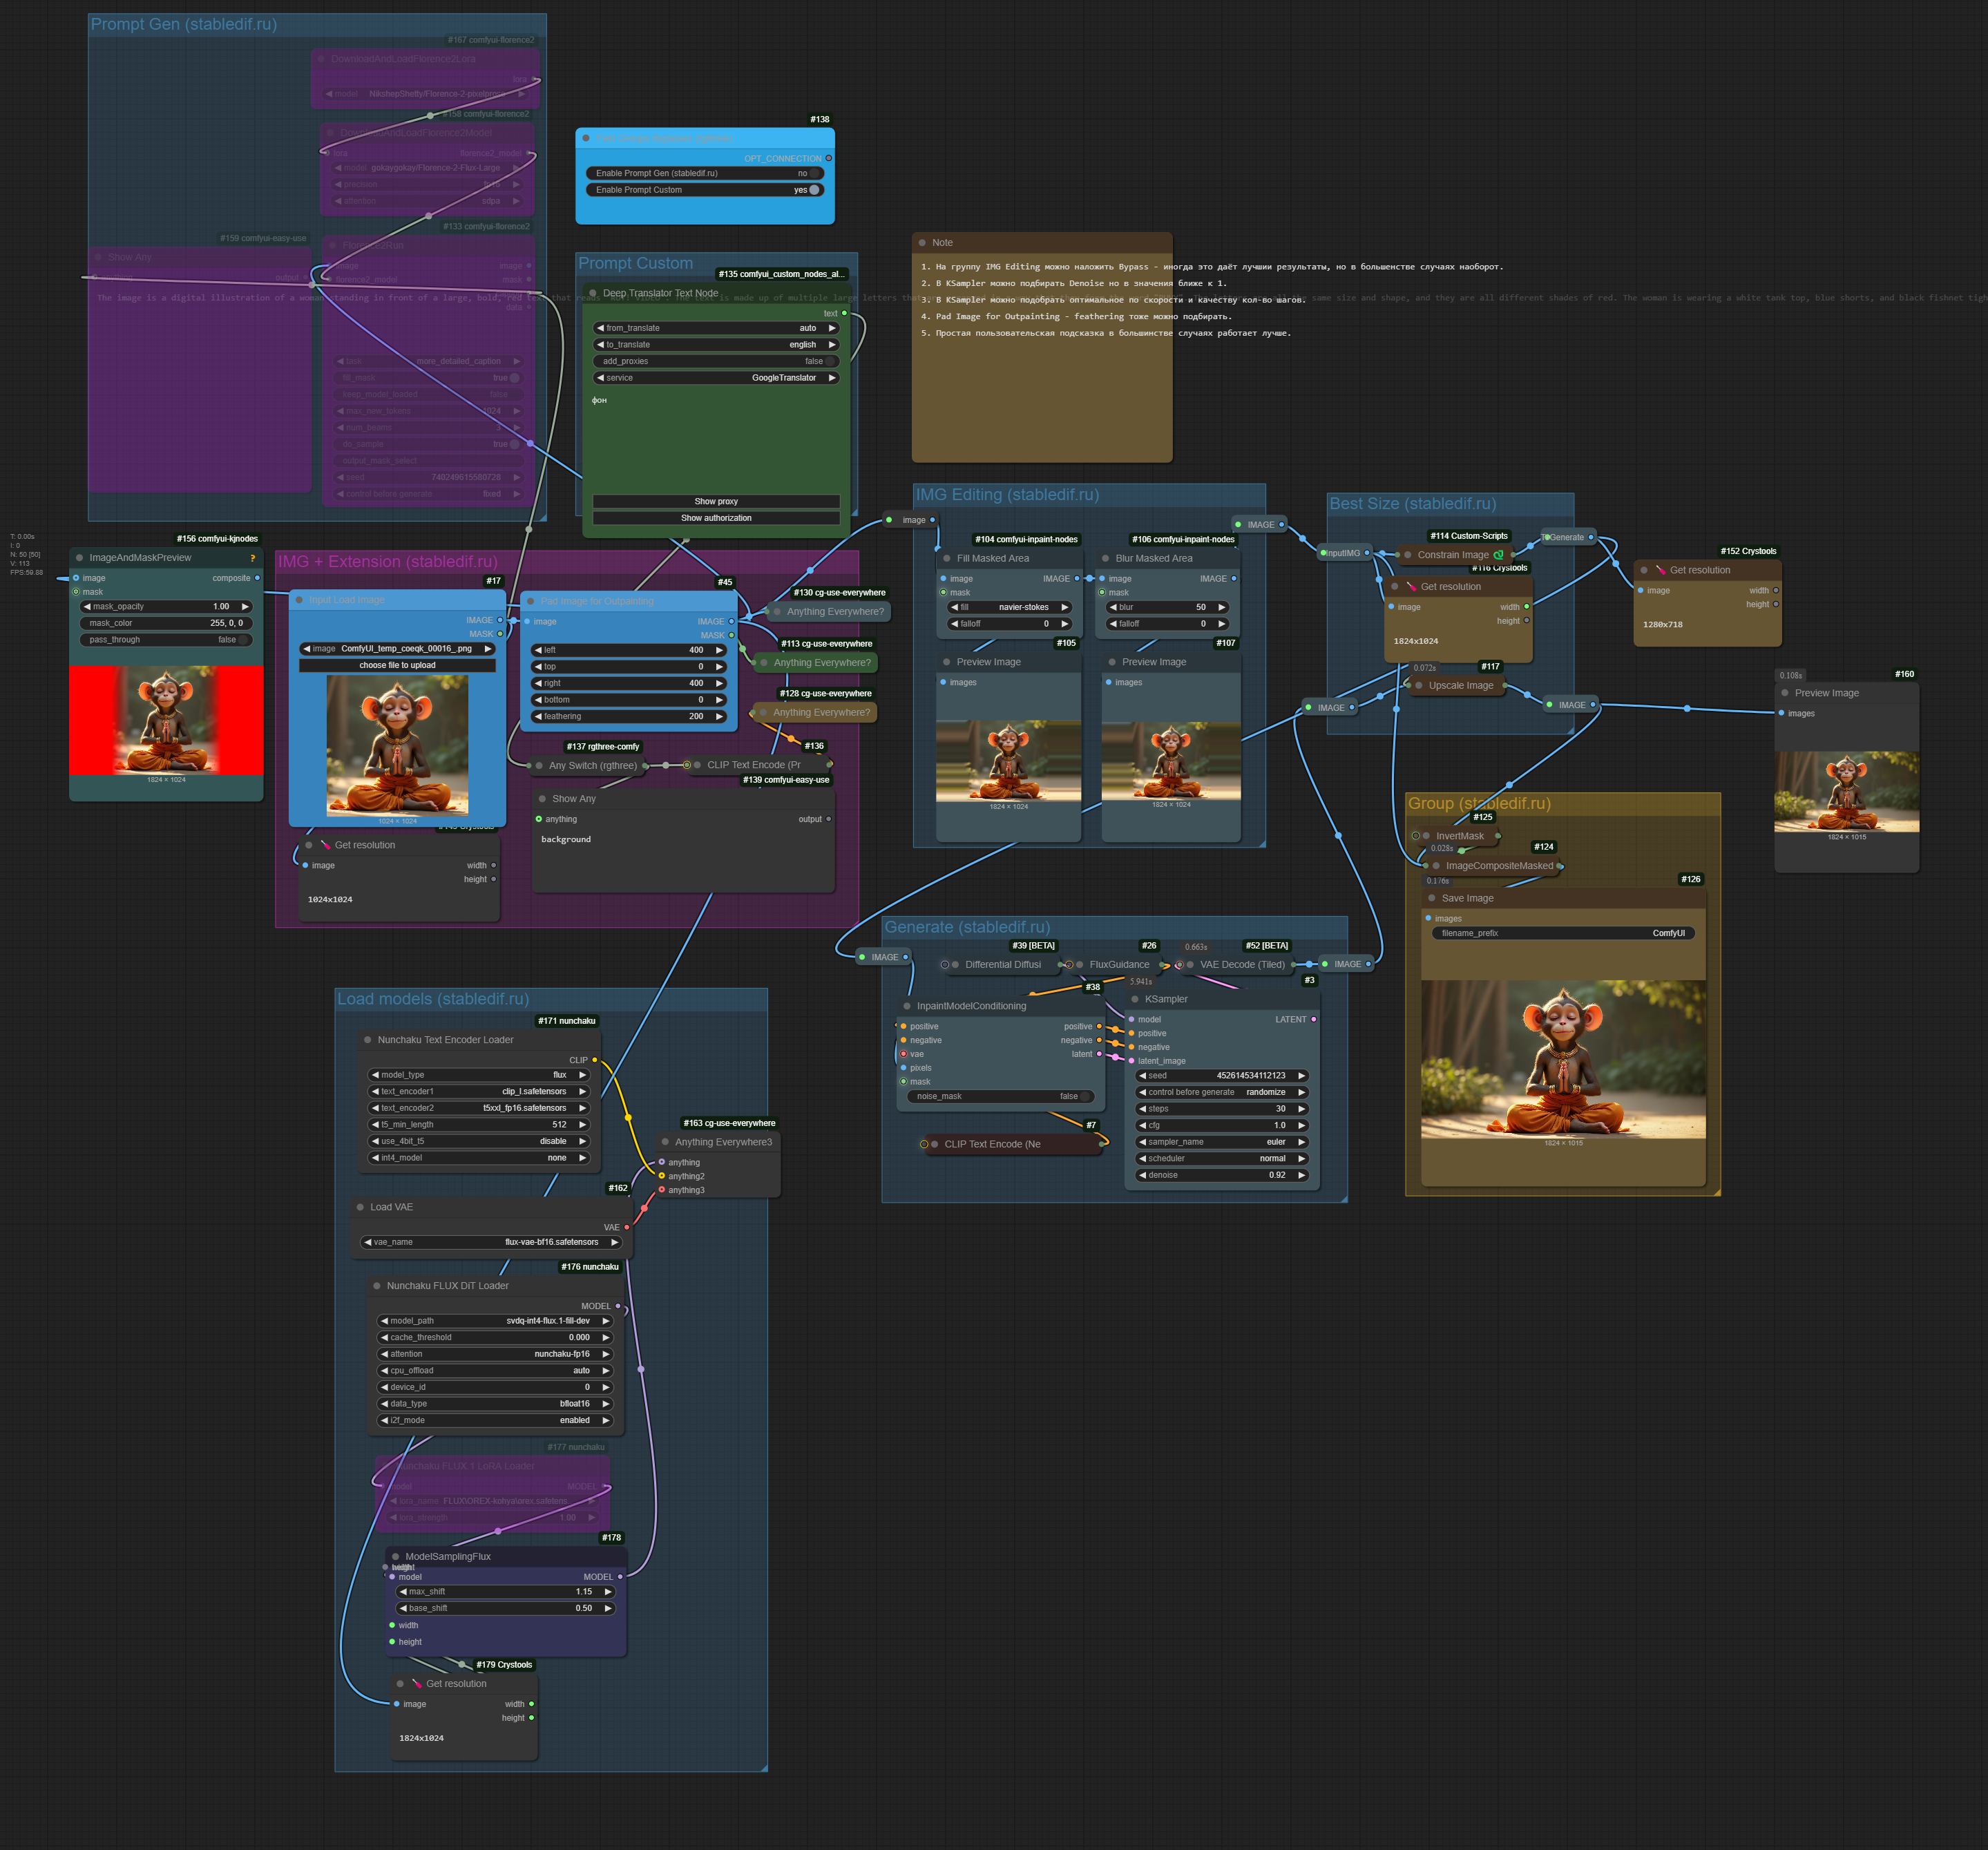 Prompt Gen (stabledif.ru)
#167 comfyui-florence2
DownloadAndLoadFlorence2Lora
lora
model
#158 comfyui-florence2
DownloadAndLoadFlorence2Model
lora florence2_model
model gokaygokay/Florence-2-Flux-Large
precision
attention sdpa
#133 comfyui-florence2
Florence2Run
image image
florence2_model mask
data
task more_detailed_caption
fill_mask true
keep_model_loaded false
max_new_tokens 1024
num_beams 3
do_sample true
output_mask_select
seed 740249615580728
control before generate fixed
#159 comfyui-easy-use
Show Any
output
The image is a digital illustration of a woman standing in front of a large, bold, red text that reads
#138
OPT_CONNECTION
Enable Prompt Gen (stabledif.ru) no
Enable Prompt Custom yes
Prompt Custom
#135 comfyui_custom_nodes_al...
Deep Translator Text Node
text
from_translate auto
to_translate english
add_proxies false
service GoogleTranslator
фон
Show proxy
Show authorization
Note
1. На группу IMG Editing можно наложить Bypass - иногда это даёт лучшии результаты, но в большенстве случаях наоборот.
2. В KSampler можно подбирать Denoise но в значения ближе к 1.
3. В KSampler можно подобрать оптимальное по скорости и качеству кол-во шагов.
4. Pad Image for Outpainting - feathering тоже можно подбирать.
5. Простая пользовательская подсказка в большинстве случаях работает лучше.
same size and shape, and they are all different shades of red. The woman is wearing a white tank top, blue shorts, and black fishnet
T: 0.00s
I: 0
N: 50 [50]
V: 113
FPS:59.88
#156 comfyui-kjnodes
ImageAndMaskPreview ?
image composite
mask
mask_opacity 1.00
mask_color 255, 0, 0
pass_through false
1824 × 1024
IMG + Extension (stabledif.ru)
#17
Input Load Image
IMAGE
MASK
image ComfyUI_temp_coeqk_00016_.png
choose file to upload
1024 × 1024
Get resolution
image width
height
1024x1024
#45
Pad Image for Outpainting
image IMAGE
MASK
left 400
top 0
right 400
bottom 0
feathering 200
#130 cg-use-everywhere
Anything Everywhere?
#113 cg-use-everywhere
Anything Everywhere?
#128 cg-use-everywhere
Anything Everywhere?
#137 rgthree-comfy
Any Switch (rgthree)
#136
CLIP Text Encode (Pr
#139 comfyui-easy-use
Show Any
anything output
background
image
IMG Editing (stabledif.ru)
IMAGE
#104 comfyui-inpaint-nodes
Fill Masked Area
image IMAGE
mask
fill navier-stokes
falloff 0
#105
Preview Image
images
1824 × 1024
#106 comfyui-inpaint-nodes
Blur Masked Area
image IMAGE
mask
blur 50
falloff 0
#107
Preview Image
images
1824 × 1024
Best Size (stabledif.ru)
InputIMG
#114 Custom-Scripts
Constrain Image
Generate
#116 Crystools
Get resolution
image width
height
1824x1024
0.072s
#117
Upscale Image
IMAGE
IMAGE
#152 Crystools
Get resolution
image width
height
1280x718
0.108s
#160
Preview Image
images
1824 × 1015
Group (stabledif.ru)
#125
InvertMask
0.028s
#124
ImageCompositeMasked
0.176s
#126
Save Image
images
filename_prefix ComfyUI
1824 × 1015
Generate (stabledif.ru)
IMAGE
#39 [BETA]
Differential Diffusi
#26
FluxGuidance
0.663s
#52 [BETA]
VAE Decode (Tiled)
IMAGE
#38
InpaintModelConditioning
positive positive
negative negative
vae latent
pixels
mask
noise_mask false
#7
CLIP Text Encode (Ne
5.941s
#3
KSampler
model LATENT
positive
negative
latent_image
seed 452614534112123
control before generate randomize
steps 30
cfg 1.0
sampler_name euler
scheduler normal
denoise 0.92
Load models (stabledif.ru)
#171 nunchaku
Nunchaku Text Encoder Loader
CLIP
model_type flux
text_encoder1 clip_l.safetensors
text_encoder2 t5xxl_fp16.safetensors
t5_min_length 512
use_4bit_t5 disable
int4_model none
#163 cg-use-everywhere
Anything Everywhere3
anything
anything2
anything3
#162
Load VAE
VAE
vae_name flux-vae-bf16.safetensors
#176 nunchaku
Nunchaku FLUX DiT Loader
MODEL
model_path svdq-int4-flux.1-fill-dev
cache_threshold 0.000
attention nunchaku-fp16
cpu_offload auto
device_id 0
data_type bfloat16
i2f_mode enabled
#177 nunchaku
Nunchaku FLUX.1 LoRA Loader
model MODEL
lora_name
lora_strength 1.00
#178
ModelSamplingFlux
model MODEL
max_shift 1.15
base_shift 0.50
width
height
#179 Crystools
Get resolution
image width
height
1824x1024